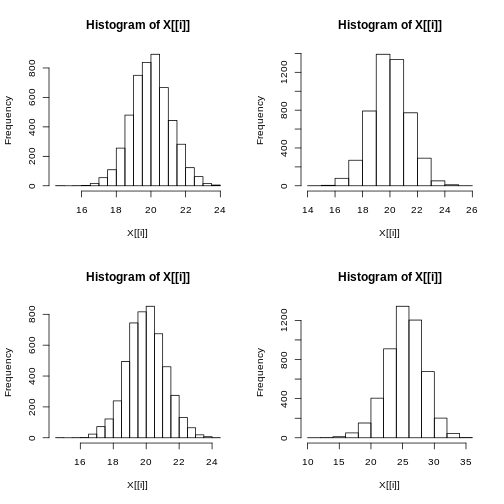 Histogram of X[[i]]
Frequency
0 200 400 600 800
16 18 20 22 24
X[[i]]
Histogram of X[[i]]
Frequency
0 400 800 1200
14 16 18 20 22 24 26
X[[i]]
Histogram of X[[i]]
Frequency
0 200 400 600 800
16 18 20 22 24
X[[i]]
Histogram of X[[i]]
Frequency
0 400 800 1200
10 15 20 25 30 35
X[[i]]